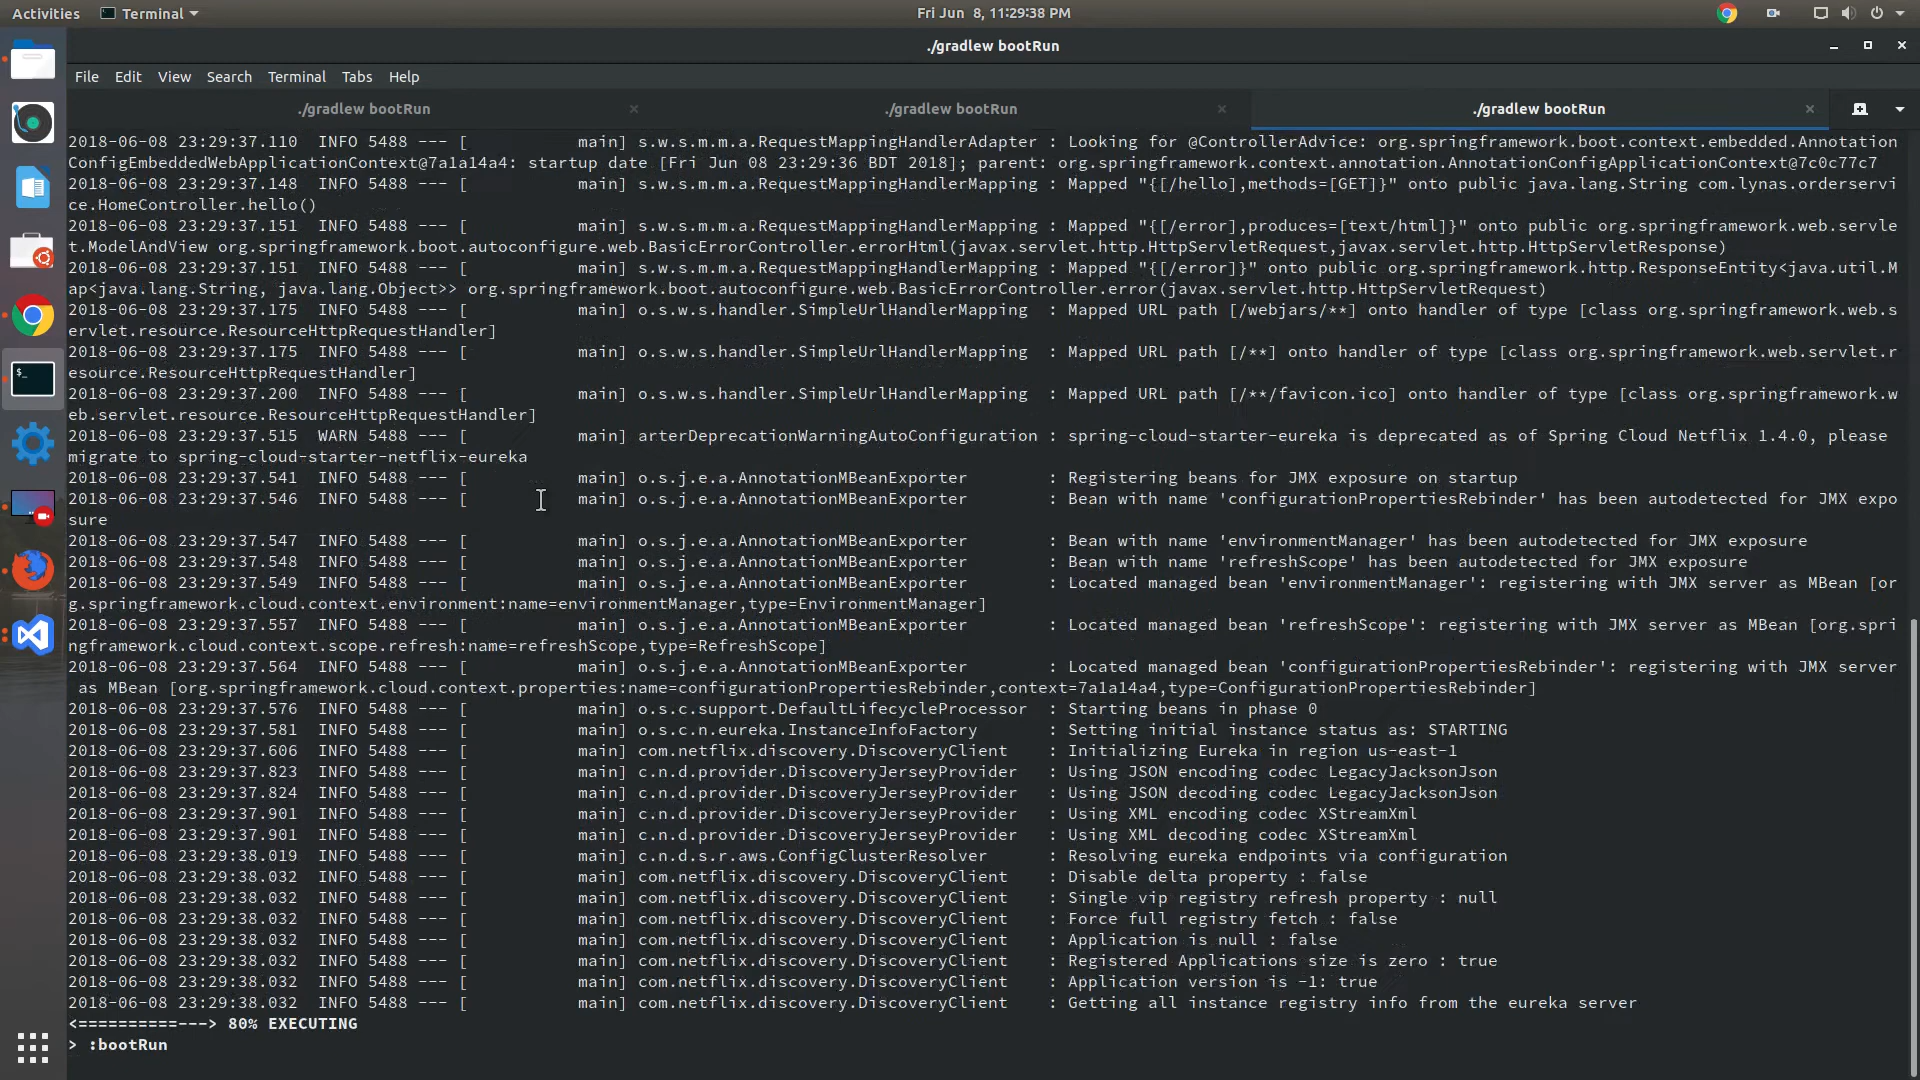 Activities Terminal Fri Jun 8, 11:29:38 PM
./gradlew bootRun
File Edit View Search Terminal Tabs Help
./gradlew bootRun × ./gradlew bootRun × ./gradlew bootRun ×
2018-06-08 23:29:37.110  INFO 5488 --- [           main] s.w.s.m.m.a.RequestMappingHandlerAdapter : Looking for @ControllerAdvice: org.springframework.boot.context.embedded.Annotation
ConfigEmbeddedWebApplicationContext@7a1a14a4: startup date [Fri Jun 08 23:29:36 BDT 2018]; parent: org.springframework.context.annotation.AnnotationConfigApplicationContext@7c0c77c7
2018-06-08 23:29:37.148  INFO 5488 --- [           main] s.w.s.m.m.a.RequestMappingHandlerMapping : Mapped "{[/hello],methods=[GET]}" onto public java.lang.String com.lynas.orderservi
ce.HomeController.hello()
2018-06-08 23:29:37.151  INFO 5488 --- [           main] s.w.s.m.m.a.RequestMappingHandlerMapping : Mapped "{[/error],produces=[text/html]}" onto public org.springframework.web.servle
t.ModelAndView org.springframework.boot.autoconfigure.web.BasicErrorController.errorHtml(javax.servlet.http.HttpServletRequest,javax.servlet.http.HttpServletResponse)
2018-06-08 23:29:37.151  INFO 5488 --- [           main] s.w.s.m.m.a.RequestMappingHandlerMapping : Mapped "{[/error]}" onto public org.springframework.http.ResponseEntity<java.util.M
ap<java.lang.String, java.lang.Object>> org.springframework.boot.autoconfigure.web.BasicErrorController.error(javax.servlet.http.HttpServletRequest)
2018-06-08 23:29:37.175  INFO 5488 --- [           main] o.s.w.s.handler.SimpleUrlHandlerMapping  : Mapped URL path [/webjars/**] onto handler of type [class org.springframework.web.s
ervlet.resource.ResourceHttpRequestHandler]
2018-06-08 23:29:37.175  INFO 5488 --- [           main] o.s.w.s.handler.SimpleUrlHandlerMapping  : Mapped URL path [/**] onto handler of type [class org.springframework.web.servlet.r
esource.ResourceHttpRequestHandler]
2018-06-08 23:29:37.200  INFO 5488 --- [           main] o.s.w.s.handler.SimpleUrlHandlerMapping  : Mapped URL path [/**/favicon.ico] onto handler of type [class org.springframework.w
eb.servlet.resource.ResourceHttpRequestHandler]
2018-06-08 23:29:37.515  WARN 5488 --- [           main] arterDeprecationWarningAutoConfiguration : spring-cloud-starter-eureka is deprecated as of Spring Cloud Netflix 1.4.0, please
migrate to spring-cloud-starter-netflix-eureka
2018-06-08 23:29:37.541  INFO 5488 --- [           main] o.s.j.e.a.AnnotationMBeanExporter        : Registering beans for JMX exposure on startup
2018-06-08 23:29:37.546  INFO 5488 --- [           main] o.s.j.e.a.AnnotationMBeanExporter        : Bean with name 'configurationPropertiesRebinder' has been autodetected for JMX expo
sure
2018-06-08 23:29:37.547  INFO 5488 --- [           main] o.s.j.e.a.AnnotationMBeanExporter        : Bean with name 'environmentManager' has been autodetected for JMX exposure
2018-06-08 23:29:37.548  INFO 5488 --- [           main] o.s.j.e.a.AnnotationMBeanExporter        : Bean with name 'refreshScope' has been autodetected for JMX exposure
2018-06-08 23:29:37.549  INFO 5488 --- [           main] o.s.j.e.a.AnnotationMBeanExporter        : Located managed bean 'environmentManager': registering with JMX server as MBean [or
g.springframework.cloud.context.environment:name=environmentManager,type=EnvironmentManager]
2018-06-08 23:29:37.557  INFO 5488 --- [           main] o.s.j.e.a.AnnotationMBeanExporter        : Located managed bean 'refreshScope': registering with JMX server as MBean [org.spri
ngframework.cloud.context.scope.refresh:name=refreshScope,type=RefreshScope]
2018-06-08 23:29:37.564  INFO 5488 --- [           main] o.s.j.e.a.AnnotationMBeanExporter        : Located managed bean 'configurationPropertiesRebinder': registering with JMX server
 as MBean [org.springframework.cloud.context.properties:name=configurationPropertiesRebinder,context=7a1a14a4,type=ConfigurationPropertiesRebinder]
2018-06-08 23:29:37.576  INFO 5488 --- [           main] o.s.c.support.DefaultLifecycleProcessor  : Starting beans in phase 0
2018-06-08 23:29:37.581  INFO 5488 --- [           main] o.s.c.n.eureka.InstanceInfoFactory       : Setting initial instance status as: STARTING
2018-06-08 23:29:37.606  INFO 5488 --- [           main] com.netflix.discovery.DiscoveryClient    : Initializing Eureka in region us-east-1
2018-06-08 23:29:37.823  INFO 5488 --- [           main] c.n.d.provider.DiscoveryJerseyProvider   : Using JSON encoding codec LegacyJacksonJson
2018-06-08 23:29:37.824  INFO 5488 --- [           main] c.n.d.provider.DiscoveryJerseyProvider   : Using JSON decoding codec LegacyJacksonJson
2018-06-08 23:29:37.901  INFO 5488 --- [           main] c.n.d.provider.DiscoveryJerseyProvider   : Using XML encoding codec XStreamXml
2018-06-08 23:29:37.901  INFO 5488 --- [           main] c.n.d.provider.DiscoveryJerseyProvider   : Using XML decoding codec XStreamXml
2018-06-08 23:29:38.019  INFO 5488 --- [           main] c.n.d.s.r.aws.ConfigClusterResolver      : Resolving eureka endpoints via configuration
2018-06-08 23:29:38.032  INFO 5488 --- [           main] com.netflix.discovery.DiscoveryClient    : Disable delta property : false
2018-06-08 23:29:38.032  INFO 5488 --- [           main] com.netflix.discovery.DiscoveryClient    : Single vip registry refresh property : null
2018-06-08 23:29:38.032  INFO 5488 --- [           main] com.netflix.discovery.DiscoveryClient    : Force full registry fetch : false
2018-06-08 23:29:38.032  INFO 5488 --- [           main] com.netflix.discovery.DiscoveryClient    : Application is null : false
2018-06-08 23:29:38.032  INFO 5488 --- [           main] com.netflix.discovery.DiscoveryClient    : Registered Applications size is zero : true
2018-06-08 23:29:38.032  INFO 5488 --- [           main] com.netflix.discovery.DiscoveryClient    : Application version is -1: true
2018-06-08 23:29:38.032  INFO 5488 --- [           main] com.netflix.discovery.DiscoveryClient    : Getting all instance registry info from the eureka server
<==========---> 80% EXECUTING
> :bootRun